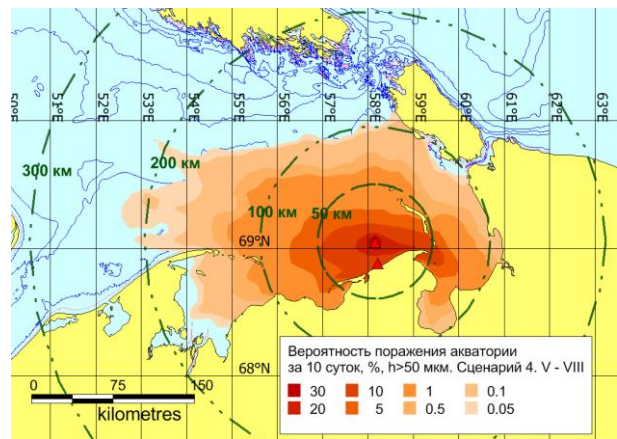 50°E
51°E
52°E
53°E
54°E
55°E
56°E
57°E
58°E
59°E
60°E
61°E
62°E
63°E
300 км
200 км
100 км
50 км
69°N
68°N
Вероятность поражения акватории
за 10 суток, %, h>50 мкм. Сценарий 4. V - VIII
30 10 1 0.1
20 5 0.5 0.05
0 75 150
kilometres